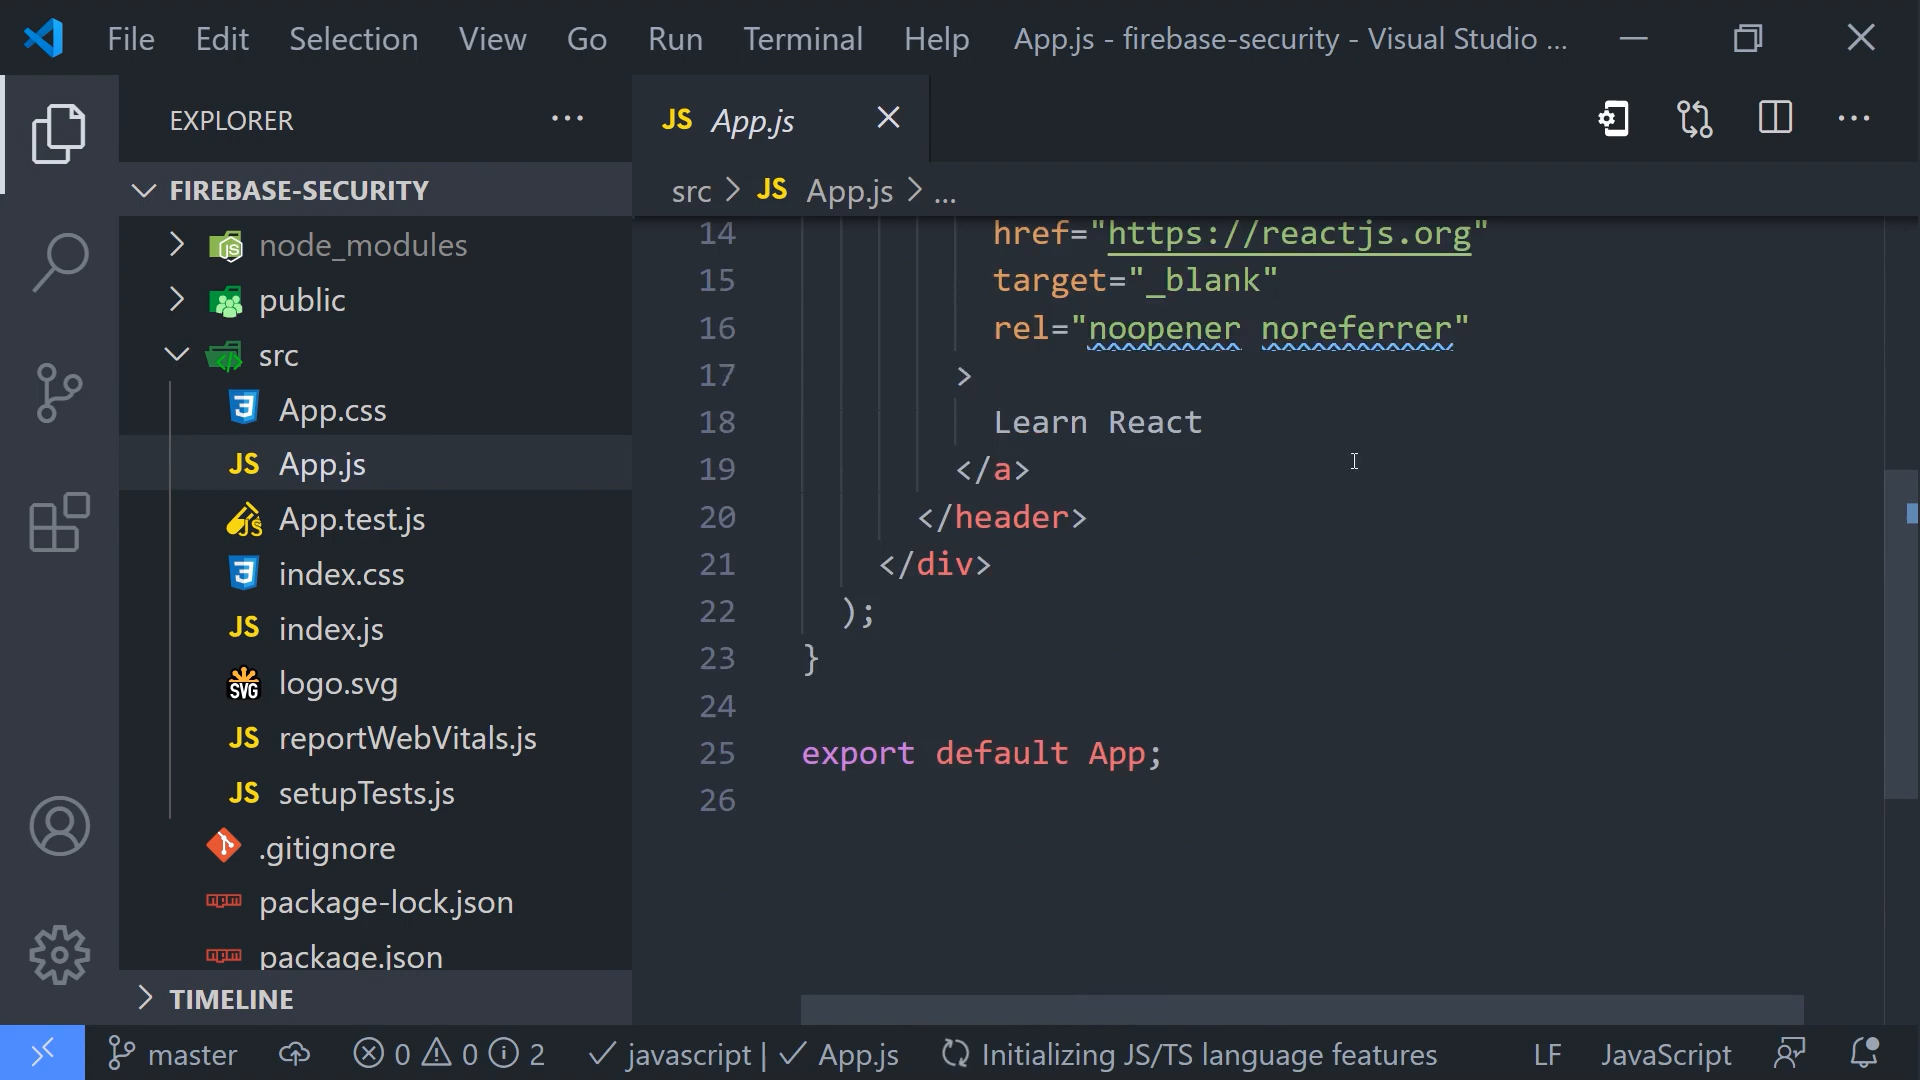 File Edit Selection View Go Run Terminal Help App.js - firebase-security - Visual Studio ...
EXPLORER
FIREBASE-SECURITY
node_modules
public
src
App.css
JS App.js
App.test.js
index.css
JS index.js
SVG logo.svg
JS reportWebVitals.js
JS setupTests.js
.gitignore
package-lock.json
package.json
TIMELINE
JS App.js
src > JS App.js > ...
14 href="https://reactjs.org"
15 target="_blank"
16 rel="noopener noreferrer"
17 >
18 Learn React
19 </a>
20 </header>
21 </div>
22 );
23 }
24
25 export default App;
26
master 0 0 2 javascript | App.js Initializing JS/TS language features LF JavaScript